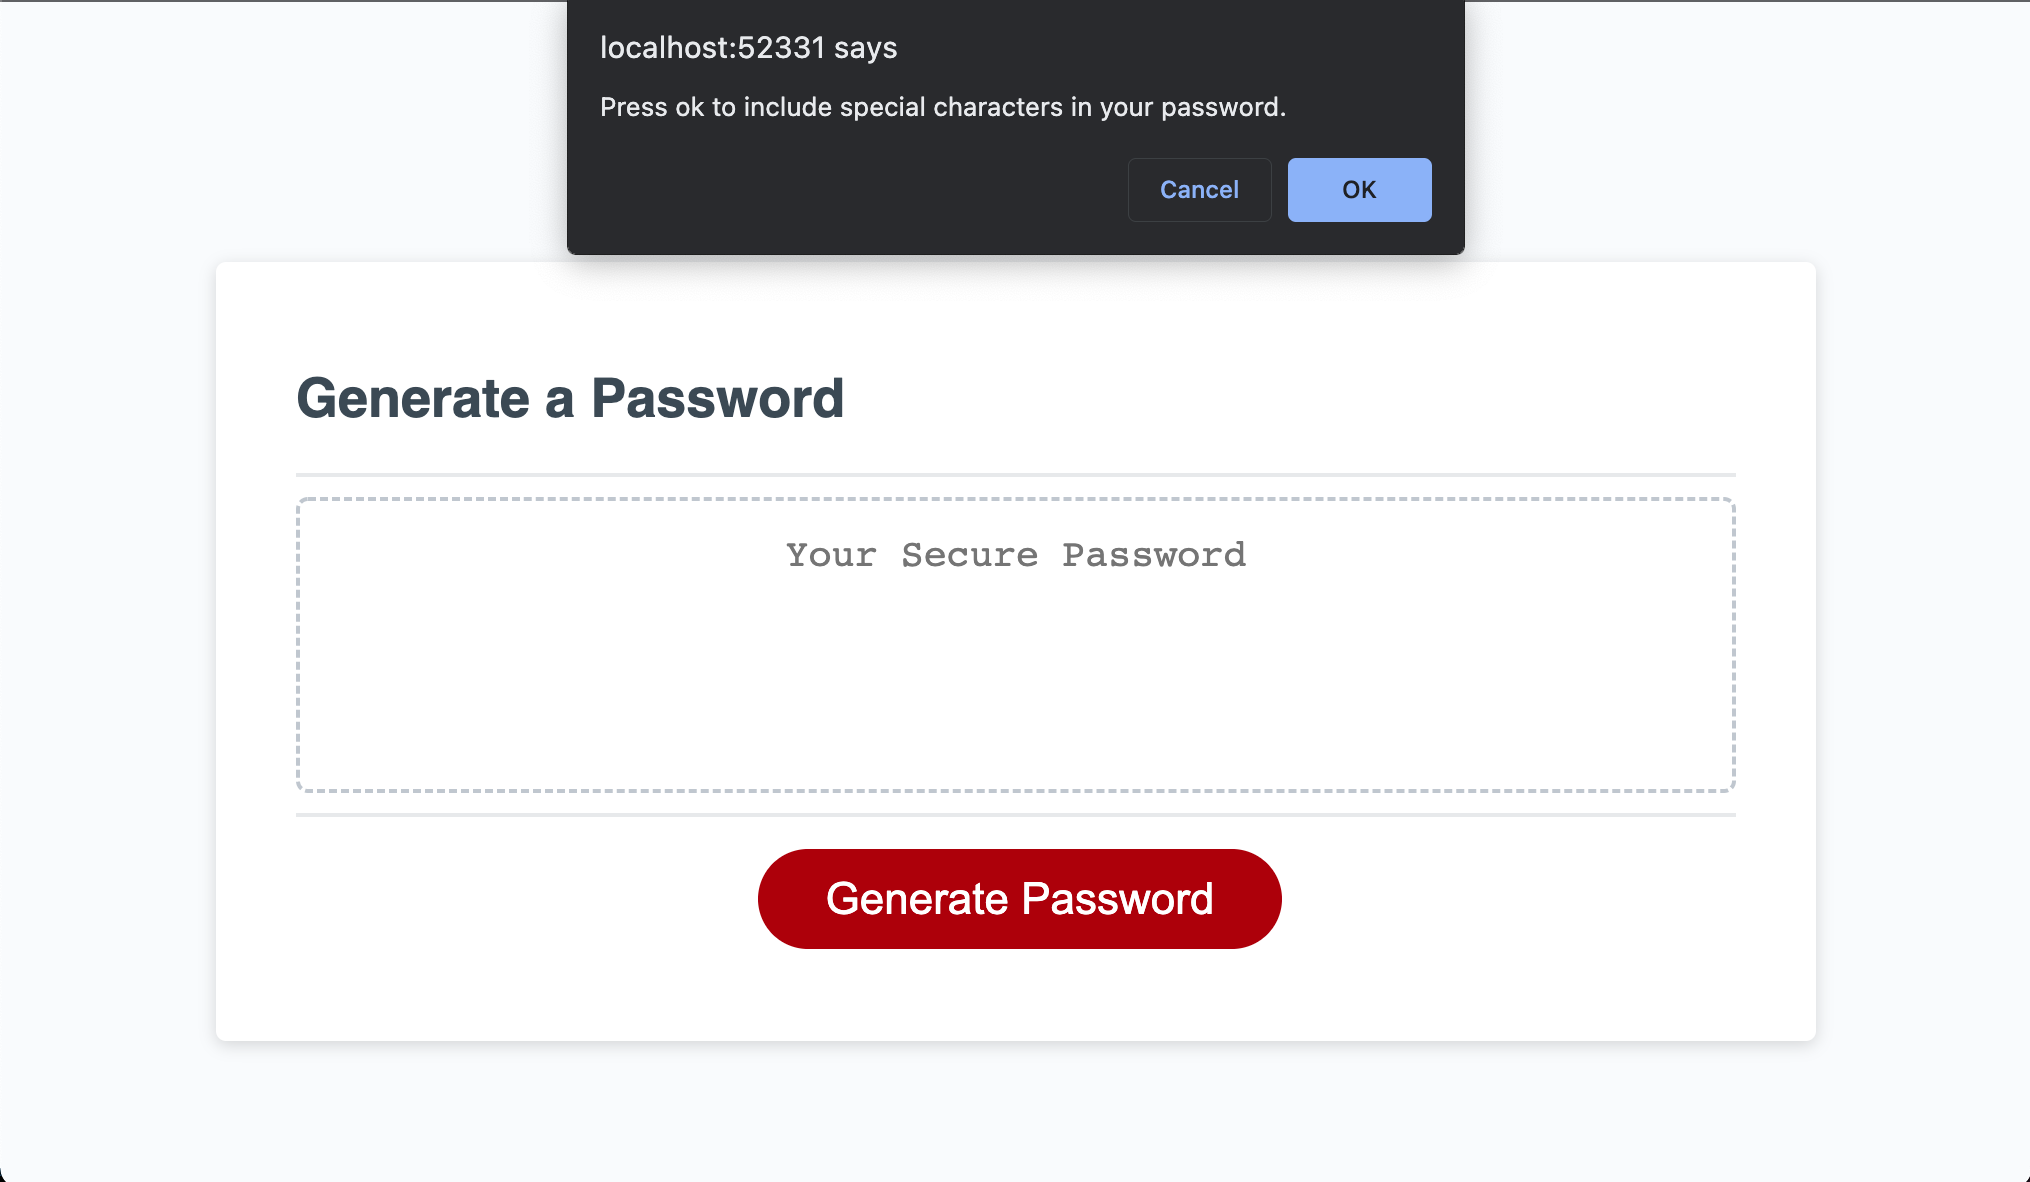 localhost:52331 says
Press ok to include special characters in your password.
Cancel
OK
Generate a Password
Your Secure Password
Generate Password